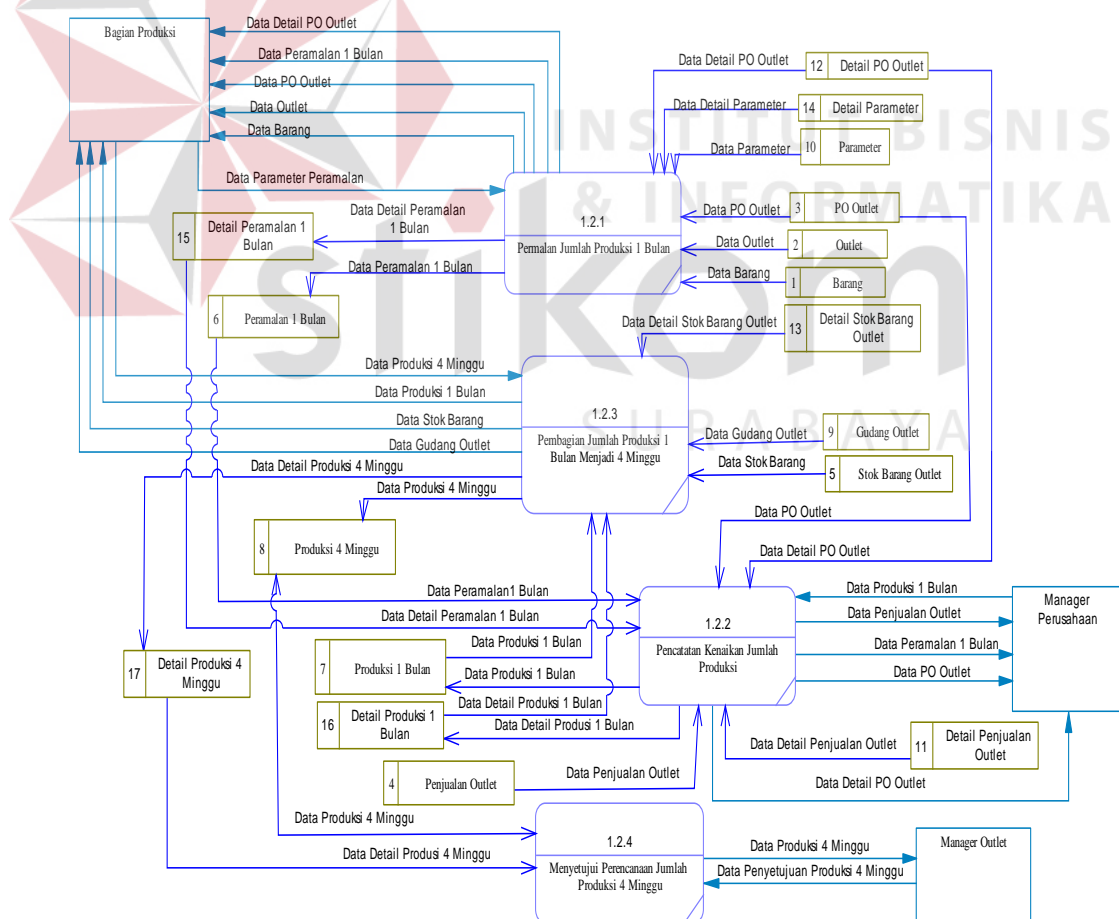 Bagian Produksi
Data Detail PO Outlet
Data Peramalan 1 Bulan
Data PO Outlet
Data Outlet
Data Barang
Data Parameter Peramalan
Data Detail PO Outlet
12 Detail PO Outlet
Data Detail Parameter
14 Detail Parameter
Data Parameter
10 Parameter
INSTITUT BISNIS
& INFORMATIKA
stikom
SURABAYA
1.2.1
Permalan Jumlah Produksi 1 Bulan
Data PO Outlet
3 PO Outlet
Data Outlet
2 Outlet
Data Barang
1 Barang
15 Detail Peramalan 1
Bulan
Data Detail Peramalan
1 Bulan
Data Peramalan 1 Bulan
6 Peramalan 1 Bulan
Data Detail Stok Barang Outlet
13 Detail Stok Barang
Outlet
Data Produksi 4 Minggu
Data Produksi 1 Bulan
Data Stok Barang
Data Gudang Outlet
1.2.3
Pembagian Jumlah Produksi 1
Bulan Menjadi 4 Minggu
Data Gudang Outlet
9 Gudang Outlet
Data Stok Barang
5 Stok Barang Outlet
Data Detail Produksi 4 Minggu
Data Produksi 4 Minggu
8 Produksi 4 Minggu
Data PO Outlet
Data Detail PO Outlet
Data Peramalan1 Bulan
Data Detail Peramalan 1 Bulan
1.2.2
Pencatatan Kenaikan Jumlah
Produksi
Data Produksi 1 Bulan
Data Penjualan Outlet
Data Peramalan 1 Bulan
Data PO Outlet
Manager
Perusahaan
17 Detail Produksi 4
Minggu
7 Produksi 1 Bulan
Data Produksi 1 Bulan
Data Produksi 1 Bulan
16 Detail Produksi 1
Bulan
Data Detail Produksi 1 Bulan
Data Detail Produsi 1 Bulan
4 Penjualan Outlet
Data Penjualan Outlet
Data Detail Penjualan Outlet
11 Detail Penjualan
Outlet
Data Detail PO Outlet
Data Produksi 4 Minggu
Data Detail Produsi 4 Minggu
1.2.4
Menyetujui Perencanaan Jumlah
Produksi 4 Minggu
Data Produksi 4 Minggu
Data Penyetujuan Produksi 4 Minggu
Manager Outlet